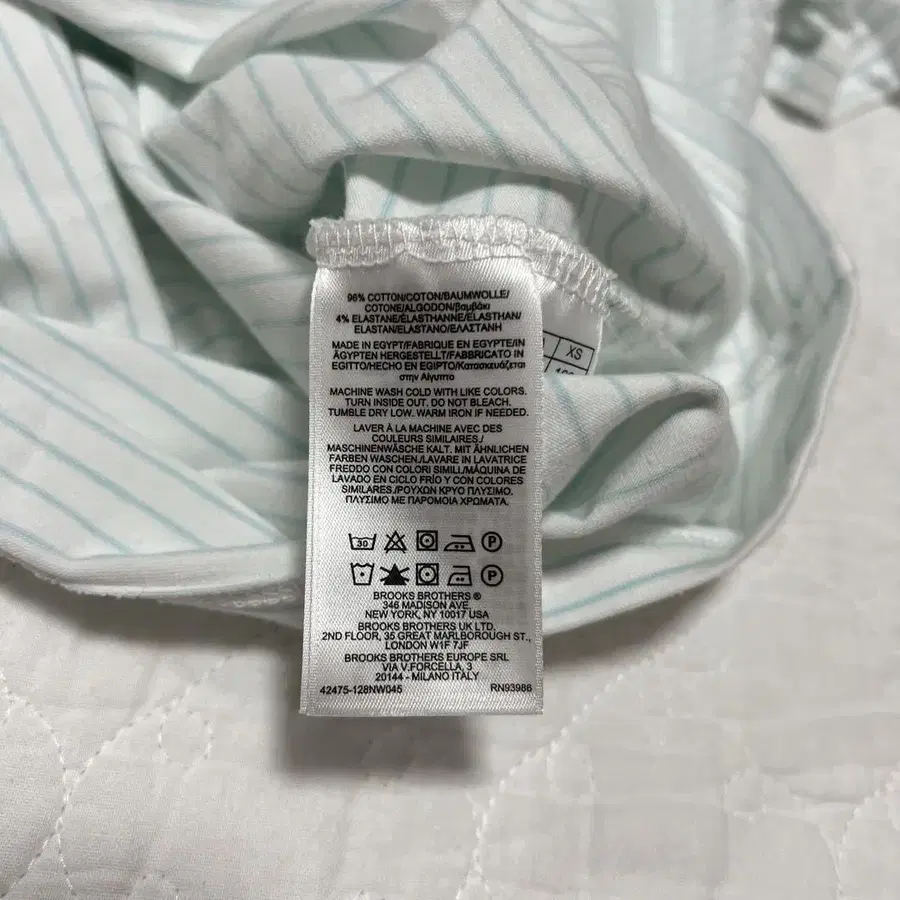 96% COTTON/COTON/BAUMWOLLE/
COTONE/ALGODON/βαμβάκι
4% ELASTANE/ÉLASTHANNE/ELASTHAN/
ELASTAN/ELASTANO/ΕΛΑΣΤΑΝΗ
MADE IN EGYPT/FABRIQUE EN EGYPTE/IN
ÄGYPTEN HERGESTELLT/FABBRICATO IN
EGITTO/HECHO EN EGIPTO/Κατασκευάζεται
στην Αίγυπτο
MACHINE WASH COLD WITH LIKE COLORS.
TURN INSIDE OUT. DO NOT BLEACH.
TUMBLE DRY LOW. WARM IRON IF NEEDED.
LAVER À LA MACHINE AVEC DES
COULEURS SIMILAIRES./
MASCHINENWÄSCHE KALT. MIT ÄHNLICHEN
FARBEN WASCHEN./LAVARE IN LAVATRICE
FREDDO CON COLORI SIMILI./MÁQUINA DE
LAVADO EN CICLO FRÍO Y CON COLORES
SIMILARES./ΡΟΥΧΩΝ ΚΡΥΟ ΠΛΥΣΙΜΟ.
ΠΛΥΣΙΜΟ ΜΕ ΠΑΡΟΜΟΙΑ ΧΡΩΜΑΤΑ.
30 P
P
BROOKS BROTHERS ®
346 MADISON AVE.
NEW YORK, NY 10017 USA
BROOKS BROTHERS UK LTD.
2ND FLOOR, 35 GREAT MARLBOROUGH ST.,
LONDON W1F 7JF
BROOKS BROTHERS EUROPE SRL
VIA V.FORCELLA, 3
20144 - MILANO ITALY
42475-128NW045 RN93986
XS